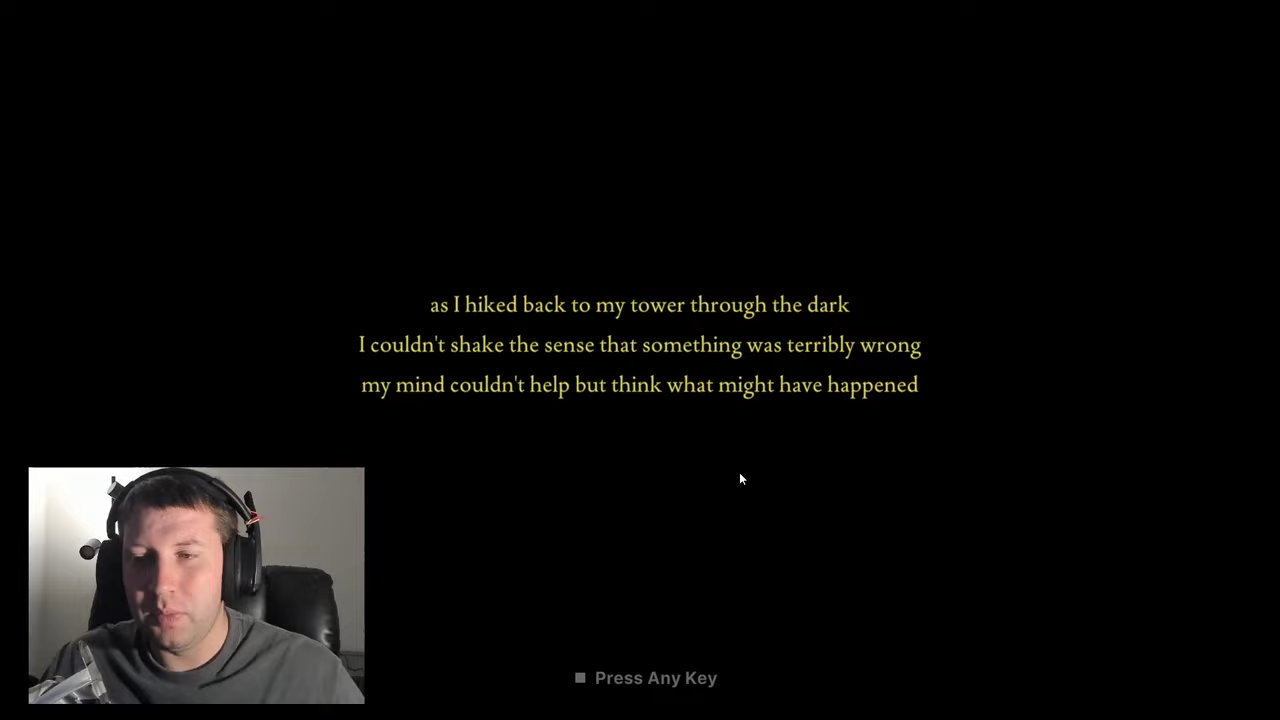 as I hiked back to my tower through the dark
I couldn't shake the sense that something was terribly wrong
my mind couldn't help but think what might have happened
Press Any Key